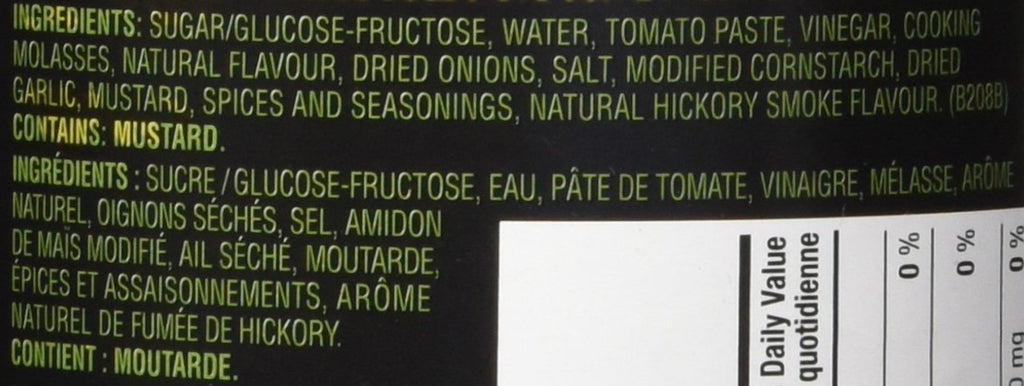 INGREDIENTS: SUGAR/GLUCOSE-FRUCTOSE, WATER, TOMATO PASTE, VINEGAR, COOKING
MOLASSES, NATURAL FLAVOUR, DRIED ONIONS, SALT, MODIFIED CORNSTARCH, DRIED
GARLIC, MUSTARD, SPICES AND SEASONINGS, NATURAL HICKORY SMOKE FLAVOUR. (B208B)
CONTAINS: MUSTARD.
INGRÉDIENTS : SUCRE / GLUCOSE-FRUCTOSE, EAU, PÂTE DE TOMATE, VINAIGRE, MÉLASSE, ARÔME
NATUREL, OIGNONS SÉCHÉS, SEL, AMIDON
DE MAÏS MODIFIÉ, AIL SÉCHÉ, MOUTARDE,
ÉPICES ET ASSAISONNEMENTS, ARÔME
NATUREL DE FUMÉE DE HICKORY.
CONTIENT : MOUTARDE.
Daily Value
quotidienne
0 %
0 %
0 %
mg